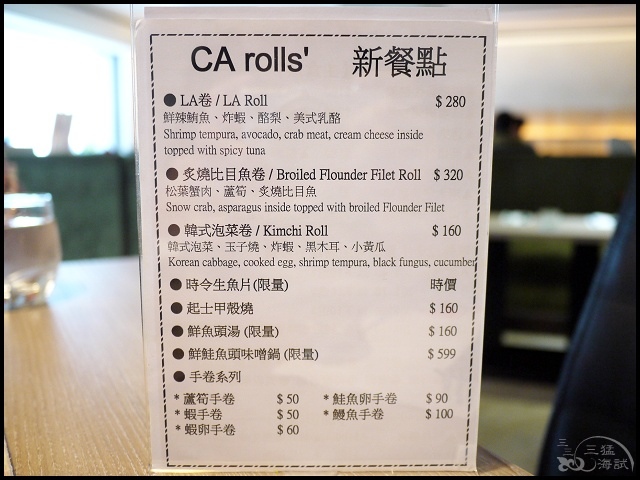 CA rolls' 新餐點
● LA卷 / LA Roll $ 280
鮮辣鮪魚、炸蝦、酪梨、美式乳酪
Shrimp tempura, avocado, crab meat, cream cheese inside
topped with spicy tuna
● 炙燒比目魚卷 / Broiled Flounder Filet Roll $ 320
松葉蟹肉、蘆筍、炙燒比目魚
Snow crab, asparagus inside topped with broiled Flounder Filet
● 韓式泡菜卷 / Kimchi Roll $ 160
韓式泡菜、玉子燒、炸蝦、黑木耳、小黃瓜
Korean cabbage, cooked egg, shrimp tempura, black fungus, cucumber
● 時令生魚片(限量) 時價
● 起士甲殼燒 $ 160
● 鮮魚頭湯 (限量) $ 160
● 鮮鮭魚頭味噌鍋 (限量) $ 599
● 手卷系列
* 蘆筍手卷 $ 50 * 鮭魚卵手卷 $ 90
* 蝦手卷 $ 50 * 鰻魚手卷 $ 100
* 蝦卵手卷 $ 60
三三三猛
海試